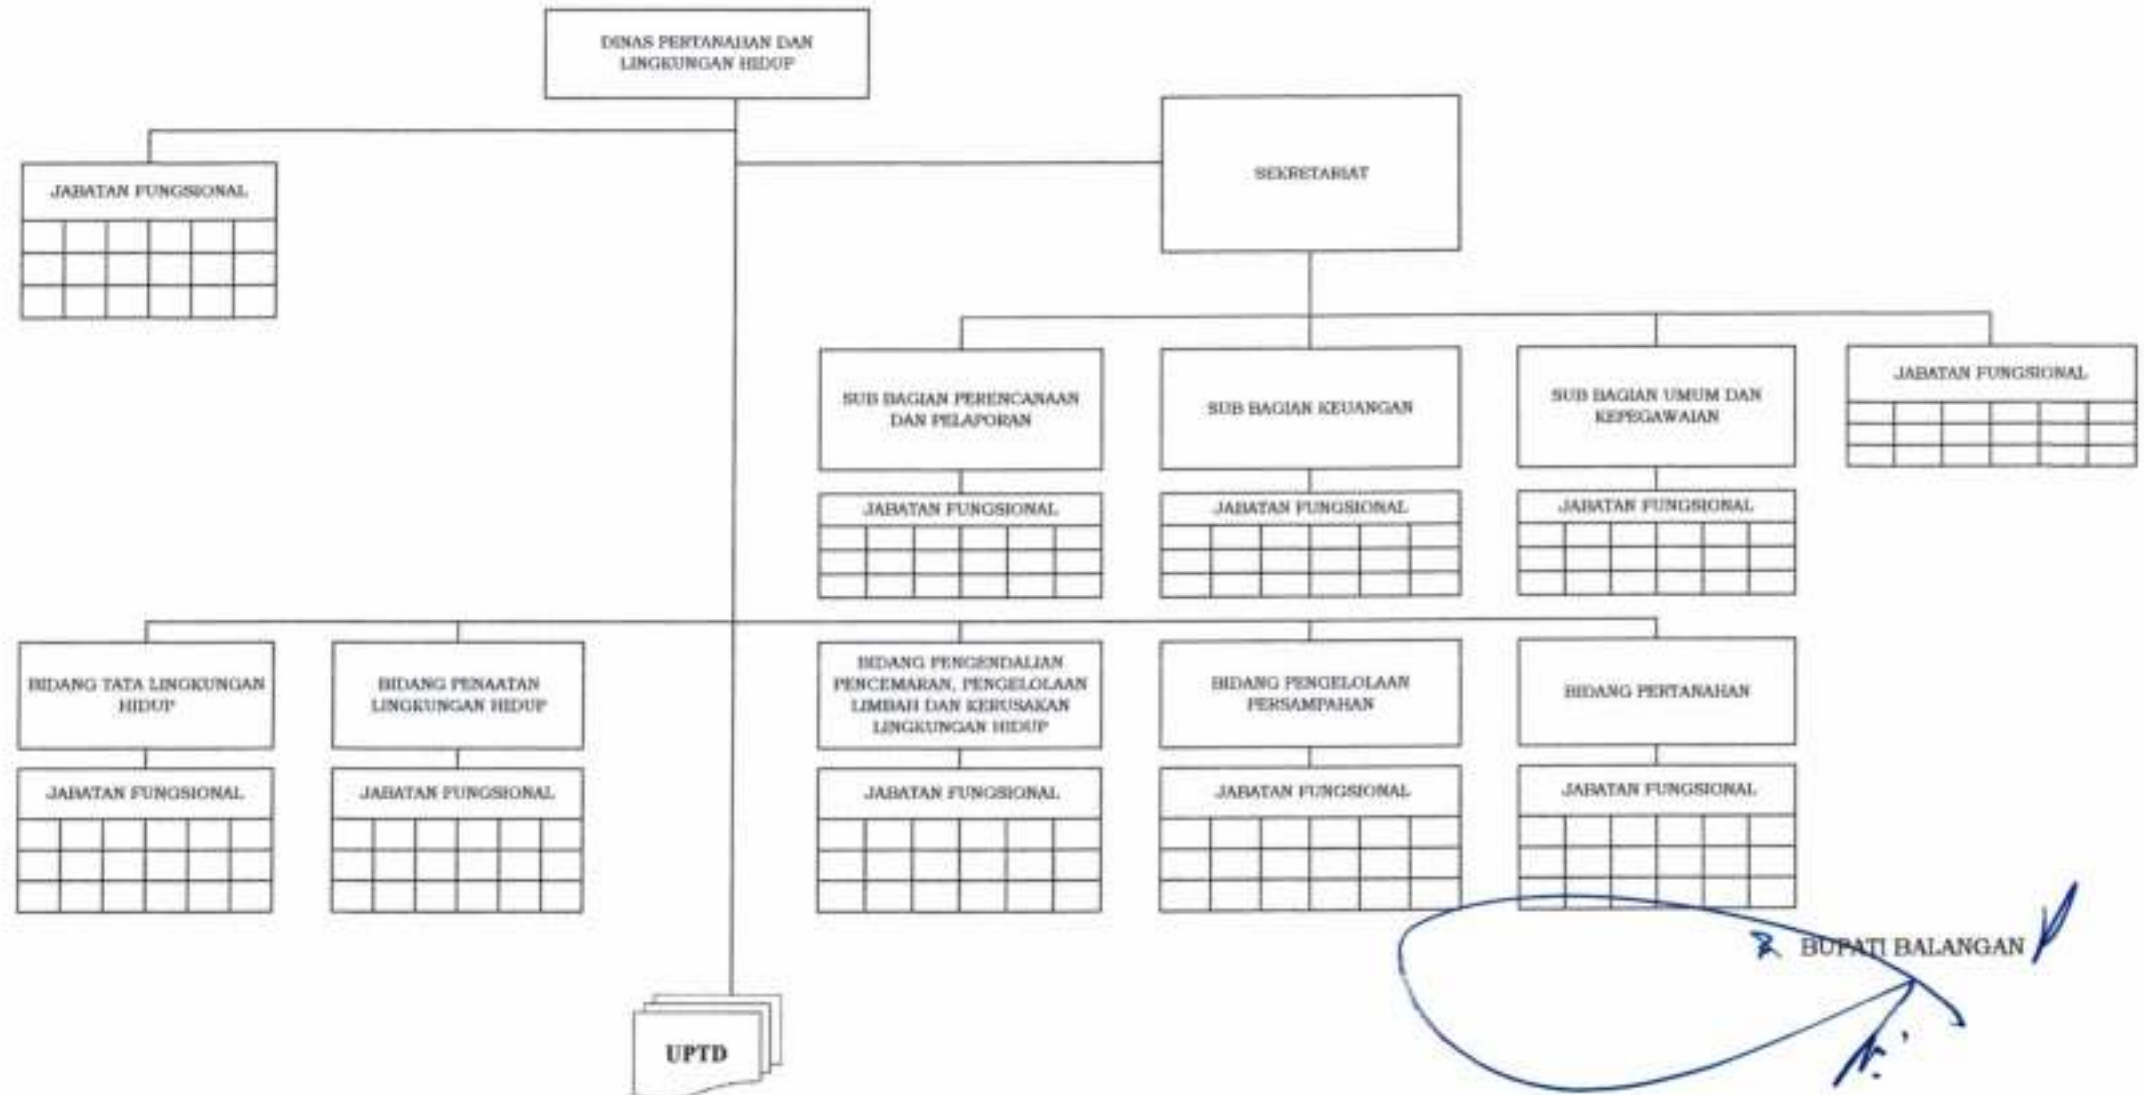 DINAS PERTANAHAN DAN
LINGKUNGAN HIDUP
SEKRETARIAT
JABATAN FUNGSIONAL
SUB BAGIAN PERENCANAAN
DAN PELAPORAN
SUB BAGIAN KEUANGAN
SUB BAGIAN UMUM DAN
KEPEGAWAIAN
JABATAN FUNGSIONAL
JABATAN FUNGSIONAL
JABATAN FUNGSIONAL
JABATAN FUNGSIONAL
BIDANG TATA LINGKUNGAN
HIDUP
BIDANG PENAATAN
LINGKUNGAN HIDUP
BIDANG PENGENDALIAN
PENCEMARAN, PENGELOLAAN
LIMBAH DAN KERUSAKAN
LINGKUNGAN HIDUP
BIDANG PENGELOLAAN
PERSAMPAHAN
BIDANG PERTANAHAN
JABATAN FUNGSIONAL
JABATAN FUNGSIONAL
JABATAN FUNGSIONAL
JABATAN FUNGSIONAL
JABATAN FUNGSIONAL
BUPATI BALANGAN
UPTD